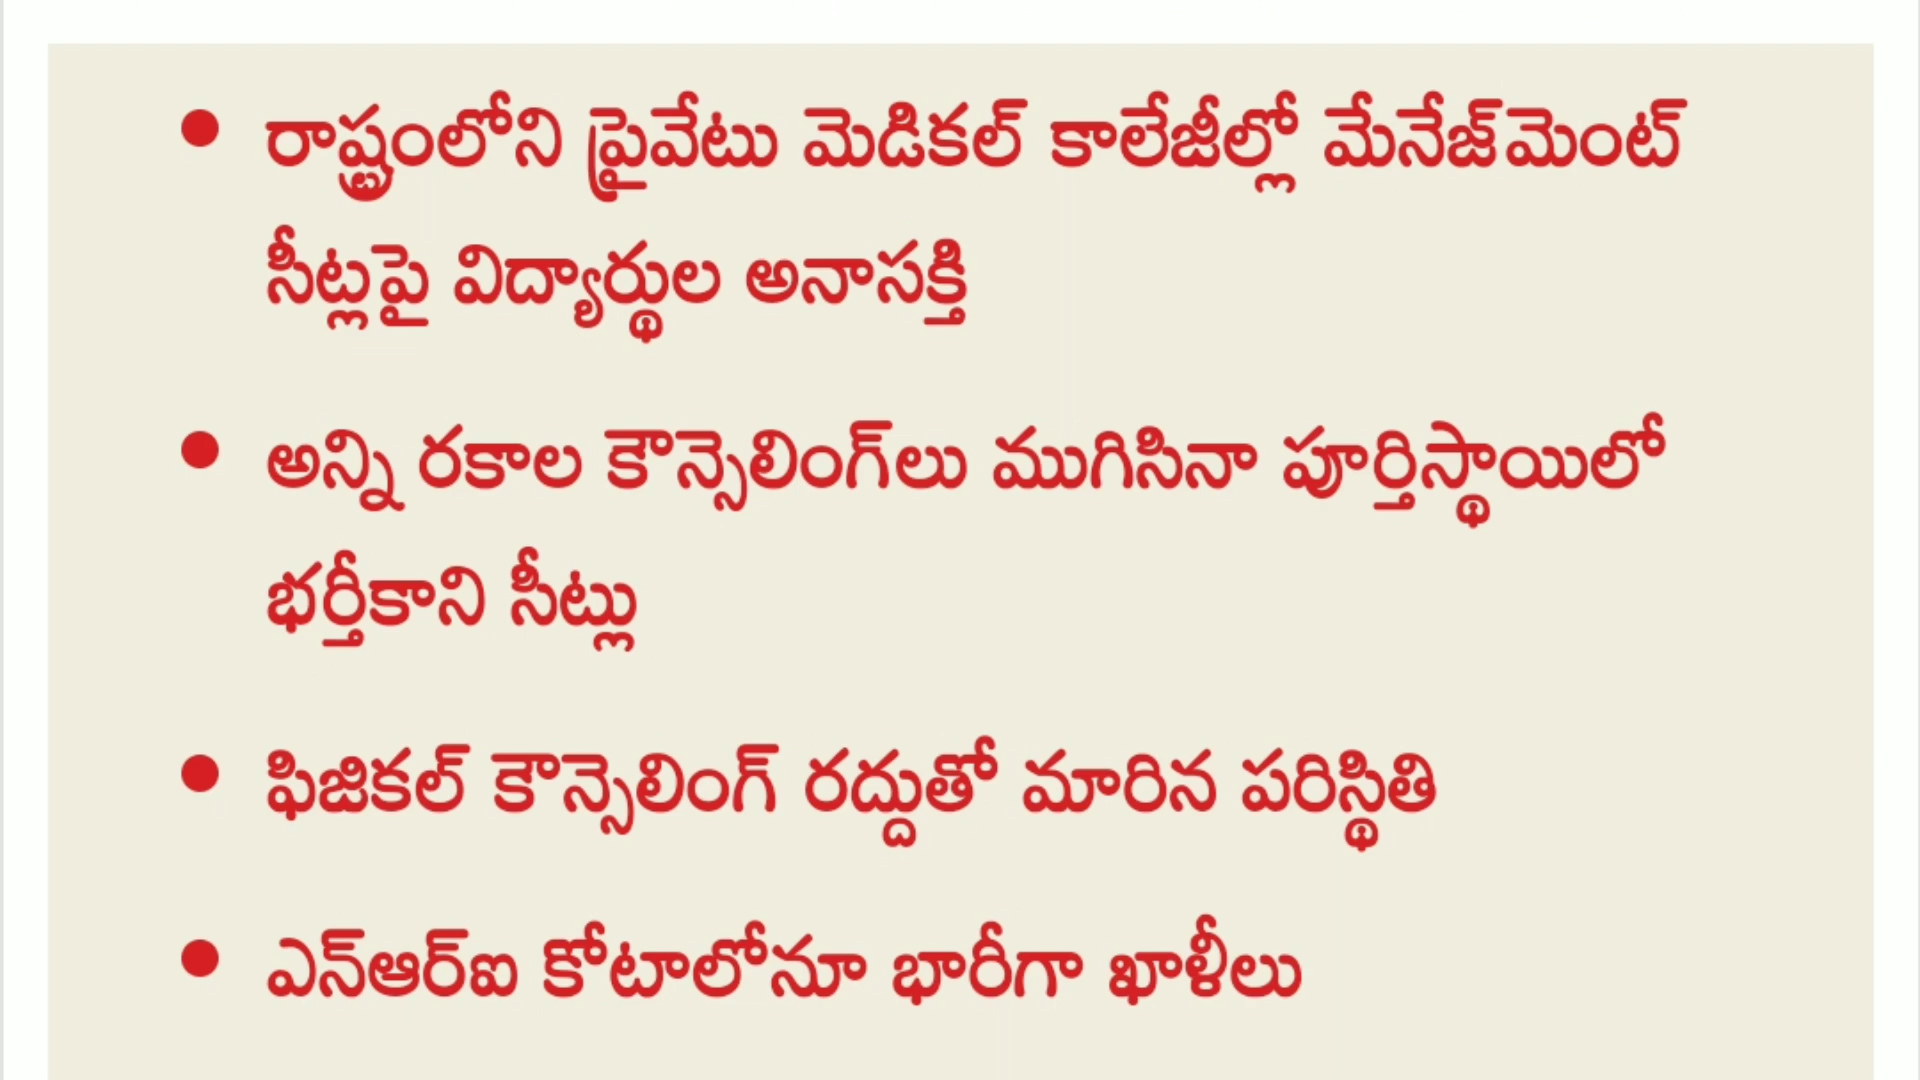 • రాష్ట్రంలోని ప్రైవేటు మెడికల్ కాలేజీల్లో మేనేజ్‌మెంట్
సీట్లపై విద్యార్థుల అనాసక్తి
• అన్ని రకాల కౌన్సెలింగ్‌లు ముగిసినా పూర్తిస్థాయిలో
భర్తీకాని సీట్లు
• ఫిజికల్ కౌన్సెలింగ్ రద్దుతో మారిన పరిస్థితి
• ఎన్ఆర్ఐ కోటాలోనూ భారీగా ఖాళీలు